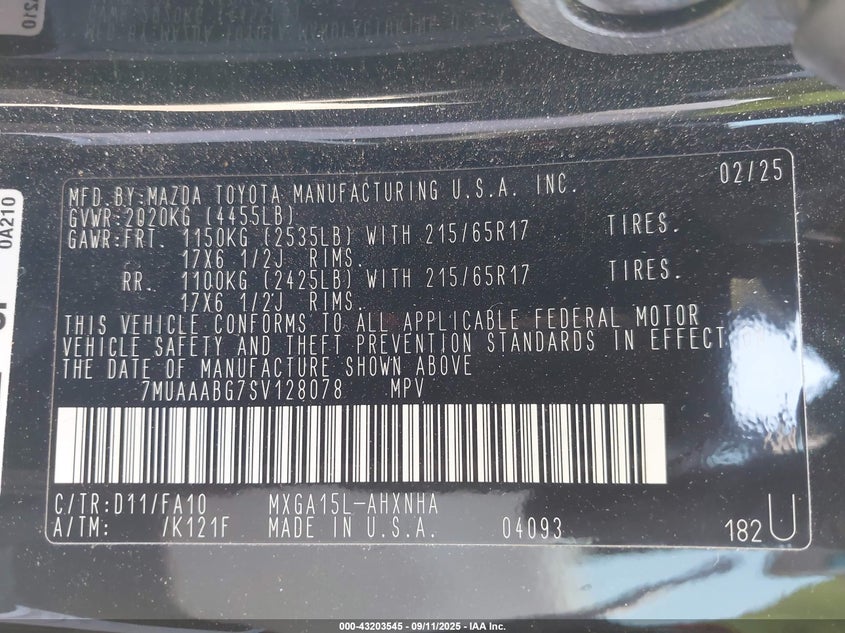 0A210
MFD.BY:MAZDA TOYOTA MANUFACTURING U.S.A. INC. 02/25
GVWR:2020KG (4455LB)
GAWR:FRT. 1150KG (2535LB) WITH 215/65R17 TIRES.
17X6 1/2J RIMS.
RR. 1100KG (2425LB) WITH 215/65R17 TIRES.
17X6 1/2J RIMS.
THIS VEHICLE CONFORMS TO ALL APPLICABLE FEDERAL MOTOR
VEHICLE SAFETY AND THEFT PREVENTION STANDARDS IN EFFECT ON
THE DATE OF MANUFACTURE SHOWN ABOVE
7MUAAABG7SV128078 MPV
C/TR:D11/FA10 MXGA15L-AHXNHA
A/TM: /K121F MADE IN U.S.A. 04093 182U
000-43203545 - 09/11/2025 - IAA Inc.